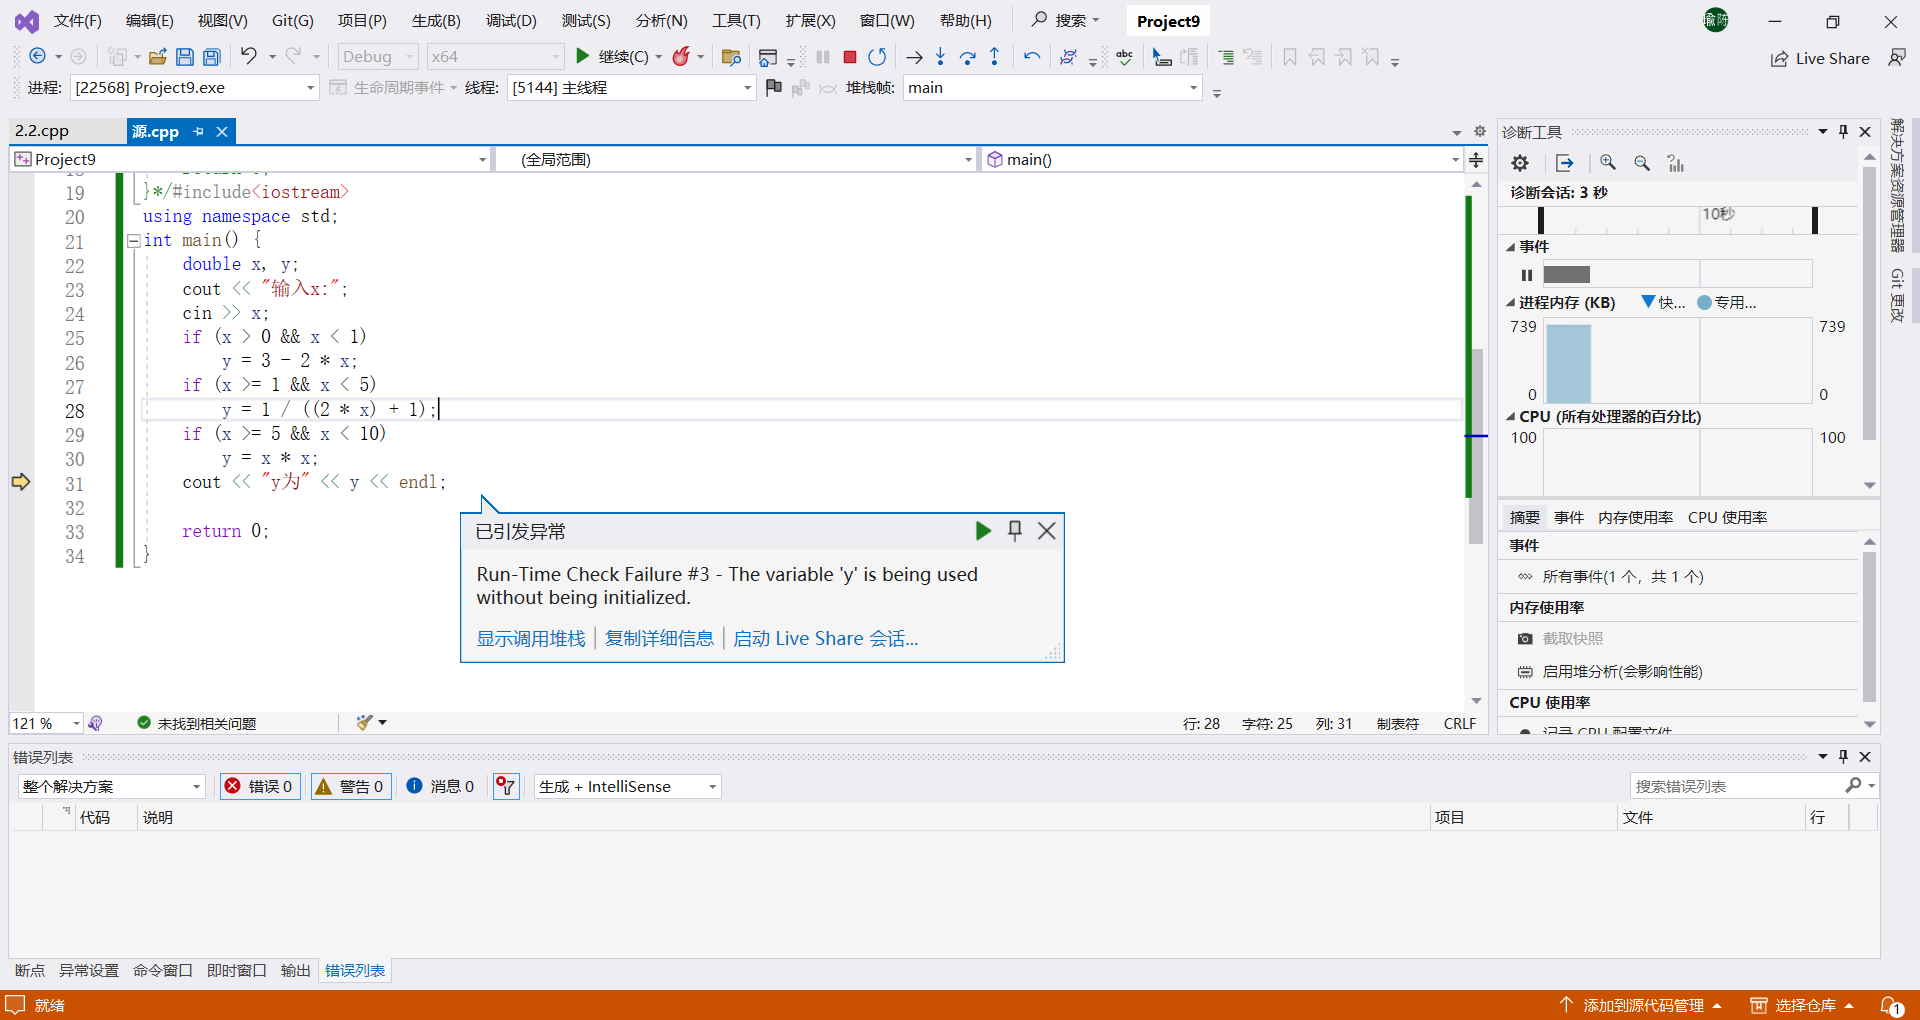 文件(F) 编辑(E) 视图(V) Git(G) 项目(P) 生成(B) 调试(D) 测试(S) 分析(N) 工具(T) 扩展(X) 窗口(W) 帮助(H) 搜索 Project9
Debug x64 继续(C) Live Share
进程: [22568] Project9.exe 生命周期事件 线程: [5144] 主线程 堆栈帧: main
2.2.cpp 源.cpp
Project9 (全局范围) main()
19 }*/#include<iostream>
20 using namespace std;
21 int main() {
22 double x, y;
23 cout << "输入x:";
24 cin >> x;
25 if (x > 0 && x < 1)
26 y = 3 - 2 * x;
27 if (x >= 1 && x < 5)
28 y = 1 / ((2 * x) + 1);
29 if (x >= 5 && x < 10)
30 y = x * x;
31 cout << "y为" << y << endl;
32
33 return 0;
34 }
已引发异常
Run-Time Check Failure #3 - The variable 'y' is being used
without being initialized.
显示调用堆栈 | 复制详细信息 | 启动 Live Share 会话...
121 % 未找到相关问题 行: 28 字符: 25 列: 31 制表符 CRLF
诊断工具
诊断会话: 3 秒
10秒
事件
进程内存 (KB) 快... 专用...
739 739
0 0
CPU (所有处理器的百分比)
100 100
摘要 事件 内存使用率 CPU 使用率
事件
所有事件(1 个，共 1 个)
内存使用率
截取快照
启用堆分析(会影响性能)
CPU 使用率
记录 CPU 配置文件
解决方案资源管理器
Git 更改
错误列表
整个解决方案 错误 0 警告 0 消息 0 生成 + IntelliSense 搜索错误列表
代码 说明 项目 文件 行
断点 异常设置 命令窗口 即时窗口 输出 错误列表
就绪 添加到源代码管理 选择仓库 1